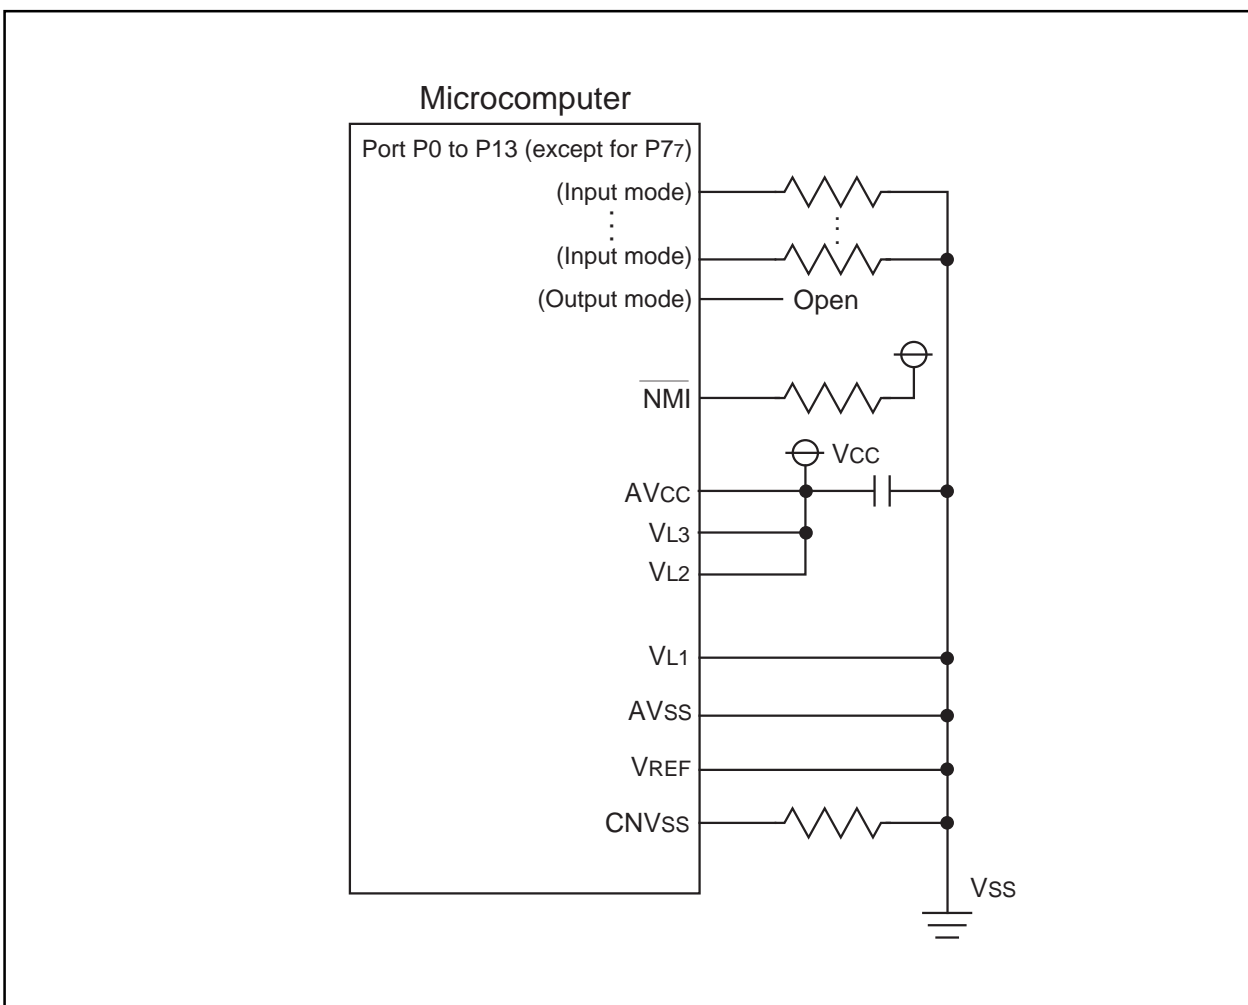 Microcomputer
Port P0 to P13 (except for P77)
(Input mode)
(Input mode)
(Output mode)
Open
NMI
VCC
AVCC
VL3
VL2
VL1
AVSS
VREF
CNVSS
VSS